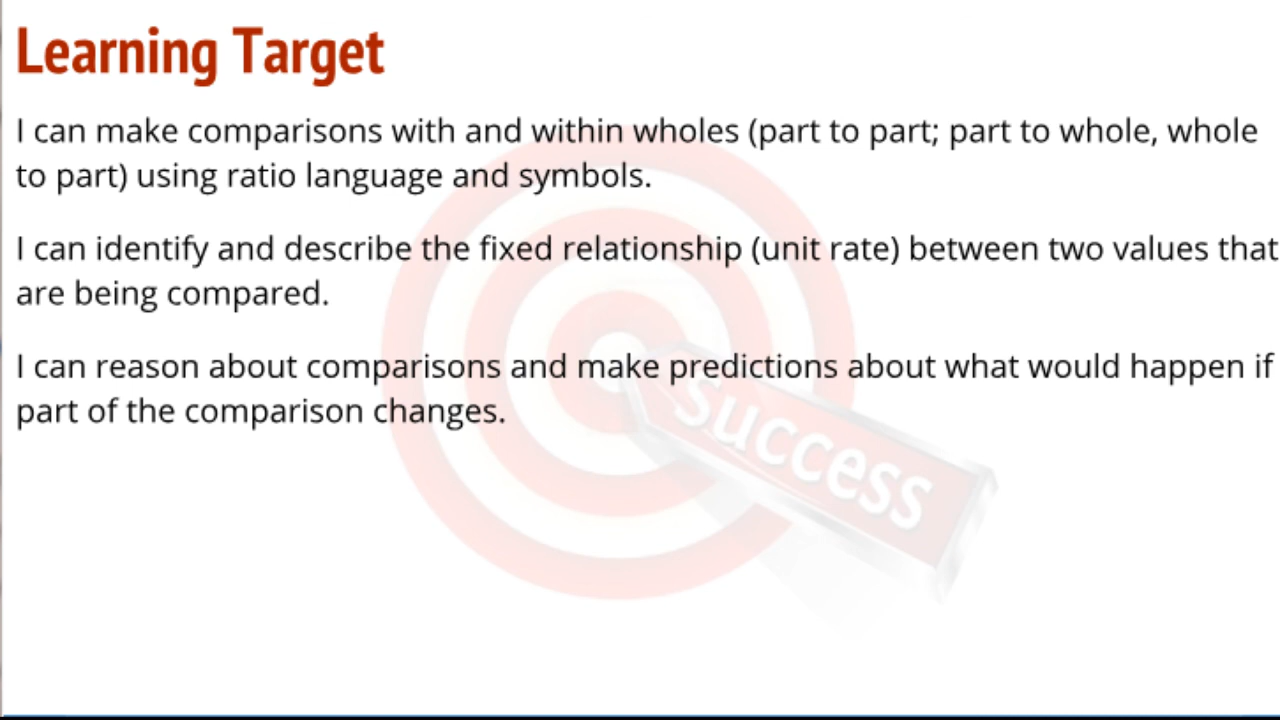 Learning Target
I can make comparisons with and within wholes (part to part; part to whole, whole
to part) using ratio language and symbols.
I can identify and describe the fixed relationship (unit rate) between two values that
are being compared.
I can reason about comparisons and make predictions about what would happen if
part of the comparison changes.
success